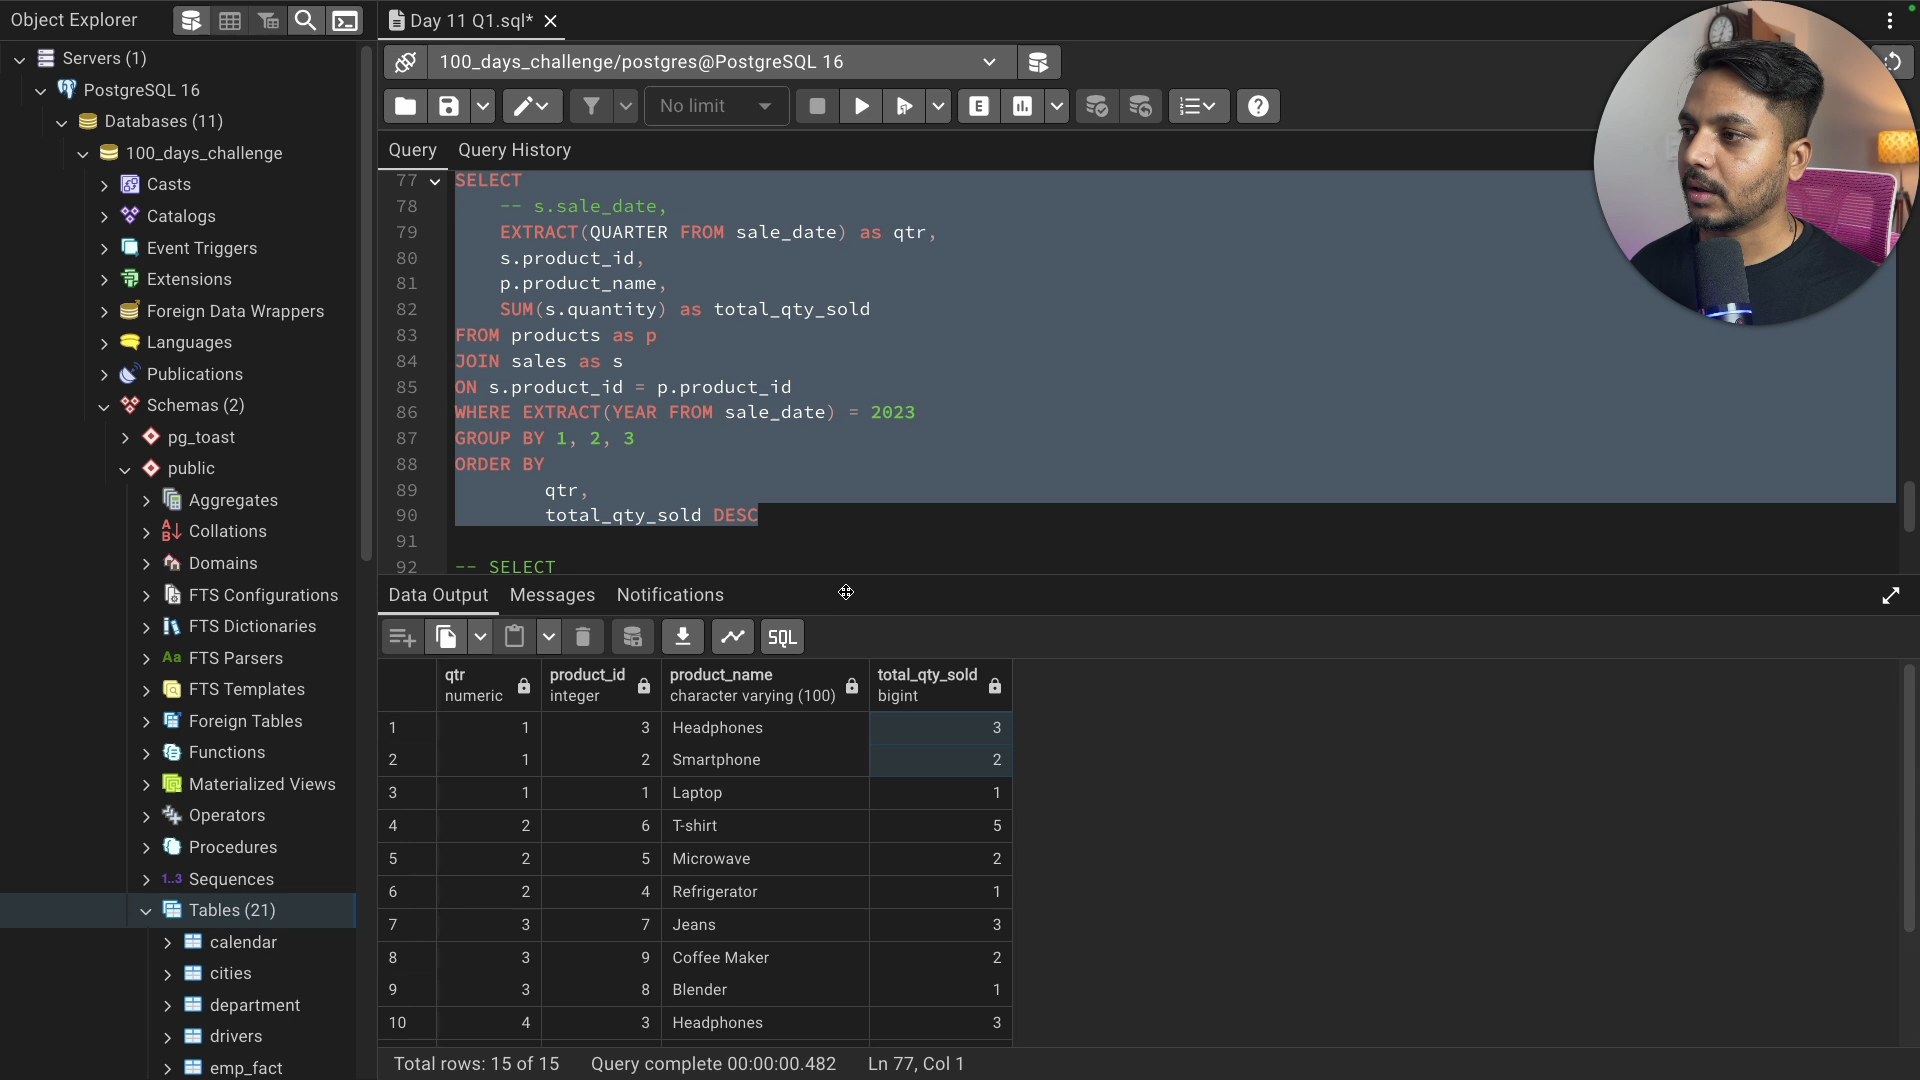 Object Explorer
Servers (1)
PostgreSQL 16
Databases (11)
100_days_challenge
Casts
Catalogs
Event Triggers
Extensions
Foreign Data Wrappers
Languages
Publications
Schemas (2)
pg_toast
public
Aggregates
Collations
Domains
FTS Configurations
FTS Dictionaries
Aa FTS Parsers
FTS Templates
Foreign Tables
Functions
Materialized Views
Operators
Procedures
1..3 Sequences
Tables (21)
calendar
cities
department
drivers
emp_fact
Day 11 Q1.sql*
100_days_challenge/postgres@PostgreSQL 16
No limit
E
Query Query History
77 SELECT
78 -- s.sale_date,
79 EXTRACT(QUARTER FROM sale_date) as qtr,
80 s.product_id,
81 p.product_name,
82 SUM(s.quantity) as total_qty_sold
83 FROM products as p
84 JOIN sales as s
85 ON s.product_id = p.product_id
86 WHERE EXTRACT(YEAR FROM sale_date) = 2023
87 GROUP BY 1, 2, 3
88 ORDER BY
89 qtr,
90 total_qty_sold DESC
91
92 -- SELECT
Data Output Messages Notifications
SQL
qtr product_id product_name total_qty_sold
numeric integer character varying (100) bigint
1 1 3 Headphones 3
2 1 2 Smartphone 2
3 1 1 Laptop 1
4 2 6 T-shirt 5
5 2 5 Microwave 2
6 2 4 Refrigerator 1
7 3 7 Jeans 3
8 3 9 Coffee Maker 2
9 3 8 Blender 1
10 4 3 Headphones 3
Total rows: 15 of 15 Query complete 00:00:00.482 Ln 77, Col 1